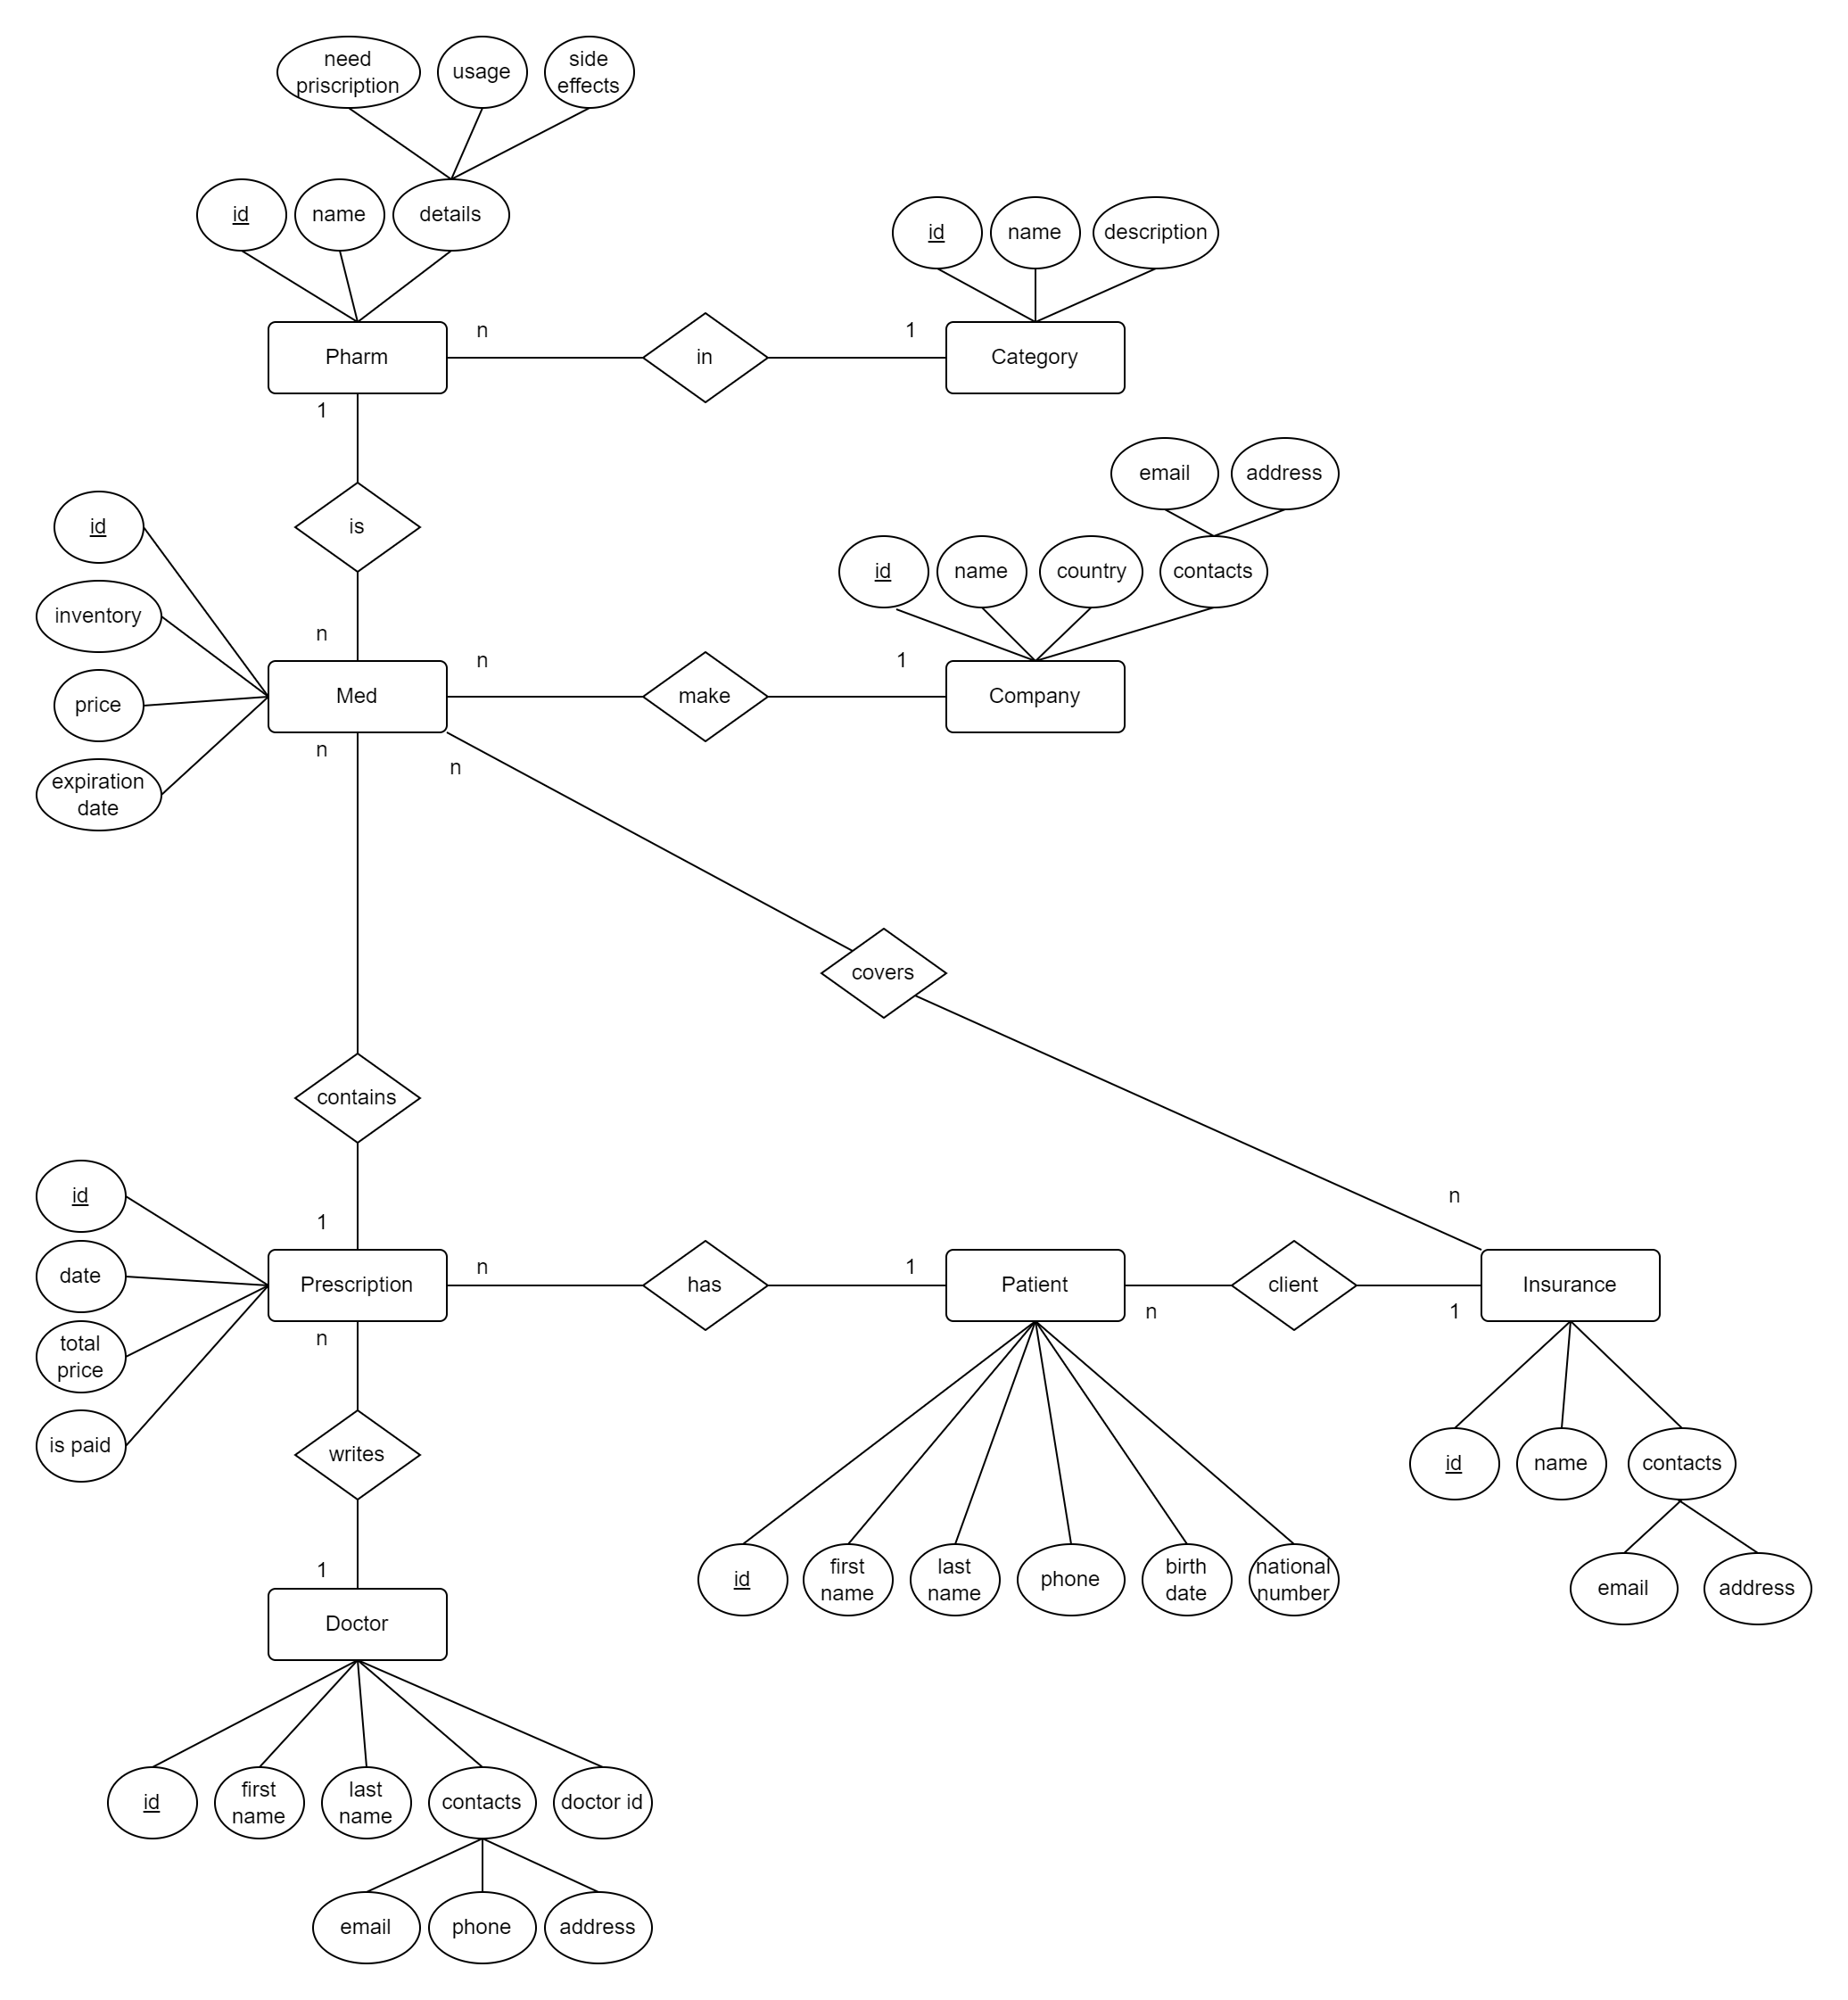 need
priscription
usage
side
effects
id
name
details
id
name
description
Pharm
n
in
1
Category
1
is
email
address
id
inventory
price
expiration
date
id
name
country
contacts
n
Med
n
make
1
Company
n
n
covers
contains
n
1
id
date
total
price
is paid
Prescription
n
has
1
Patient
n
client
1
Insurance
n
writes
1
Doctor
id
name
contacts
email
address
id
first
name
last
name
phone
birth
date
national
number
id
first
name
last
name
contacts
doctor id
email
phone
address